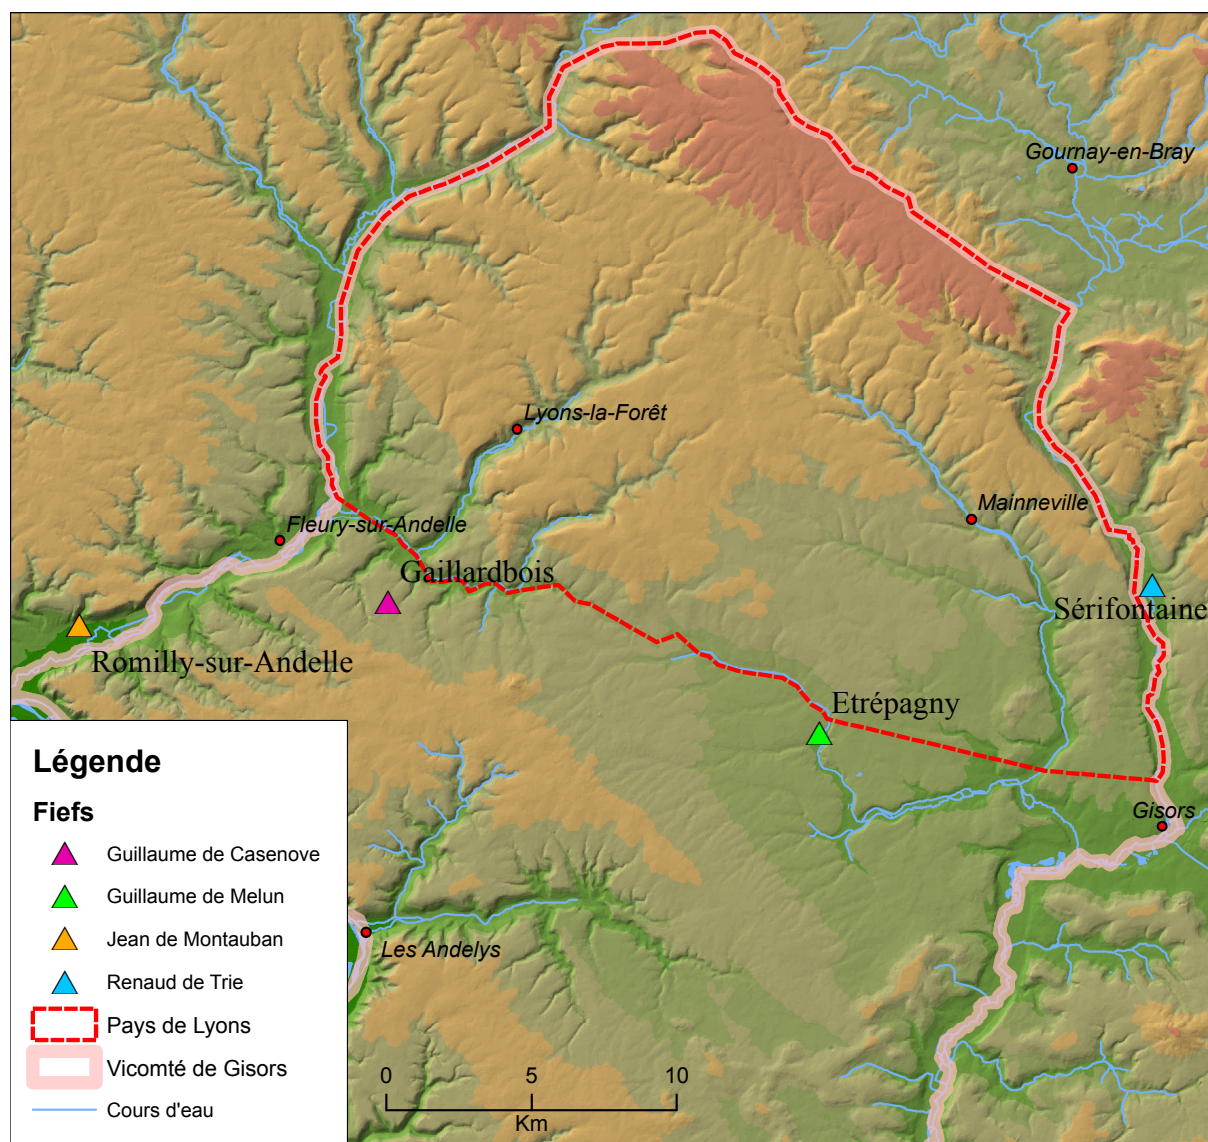 Gournay-en-Bray
Lyons-la-Forêt
Mainneville
Fleury-sur-Andelle
Gaillardbois
Sérifontaine
Romilly-sur-Andelle
Etrépagny
Gisors
Les Andelys
Légende
Fiefs
Guillaume de Casenove
Guillaume de Melun
Jean de Montauban
Renaud de Trie
Pays de Lyons
Vicomté de Gisors
Cours d'eau
0 5 10
Km